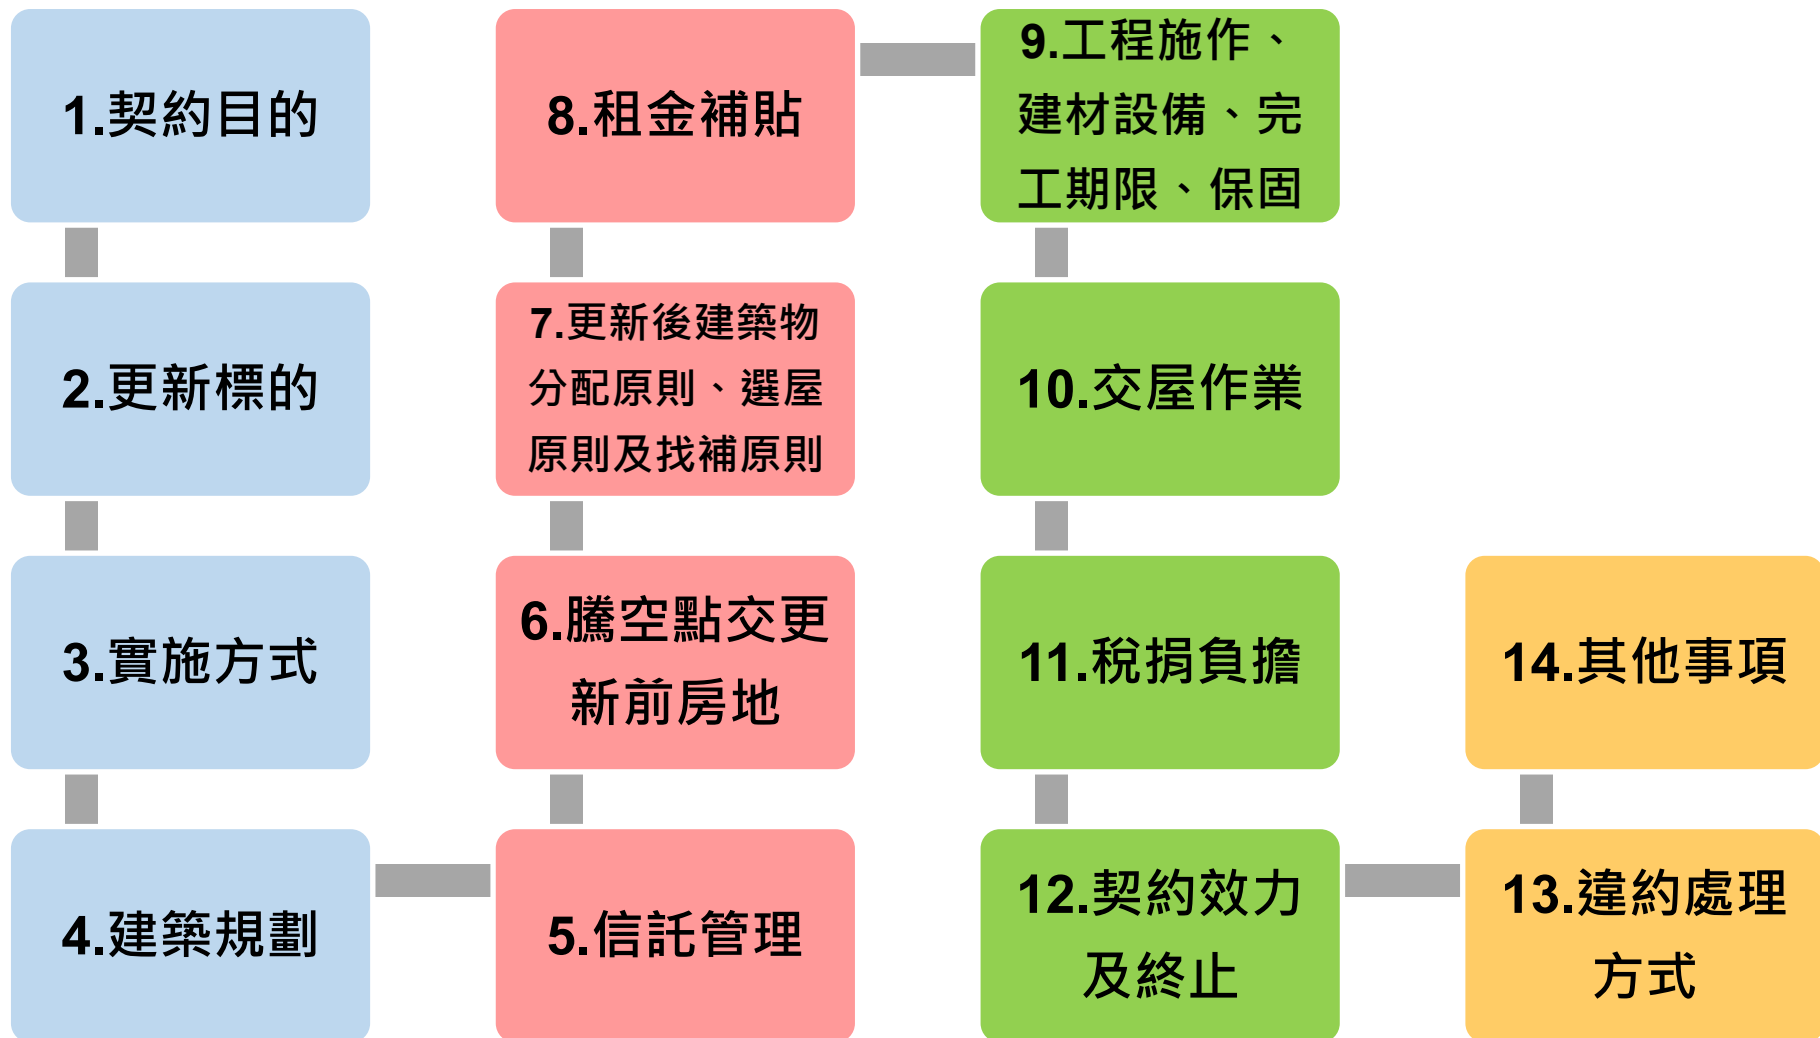 1.契約目的
2.更新標的
3.實施方式
4.建築規劃
5.信託管理
6.騰空點交更
新前房地
7.更新後建築物
分配原則、選屋
原則及找補原則
8.租金補貼
9.工程施作、
建材設備、完
工期限、保固
10.交屋作業
11.稅捐負擔
12.契約效力
及終止
13.違約處理
方式
14.其他事項